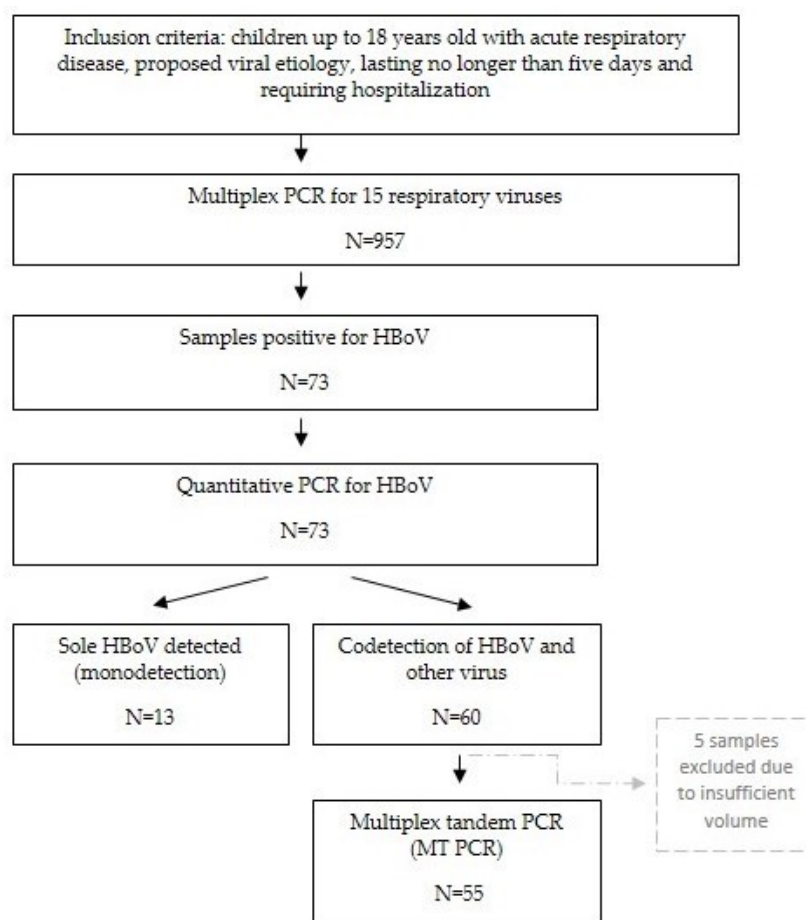 Inclusion criteria: children up to 18 years old with acute respiratory
disease, proposed viral etiology, lasting no longer than five days and
requiring hospitalization
Multiplex PCR for 15 respiratory viruses
N=957
Samples positive for HBoV
N=73
Quantitative PCR for HBoV
N=73
Sole HBoV detected
(monodetection)
N=13
Codetection of HBoV and
other virus
N=60
5 samples
excluded due
to insufficient
volume
Multiplex tandem PCR
(MT PCR)
N=55